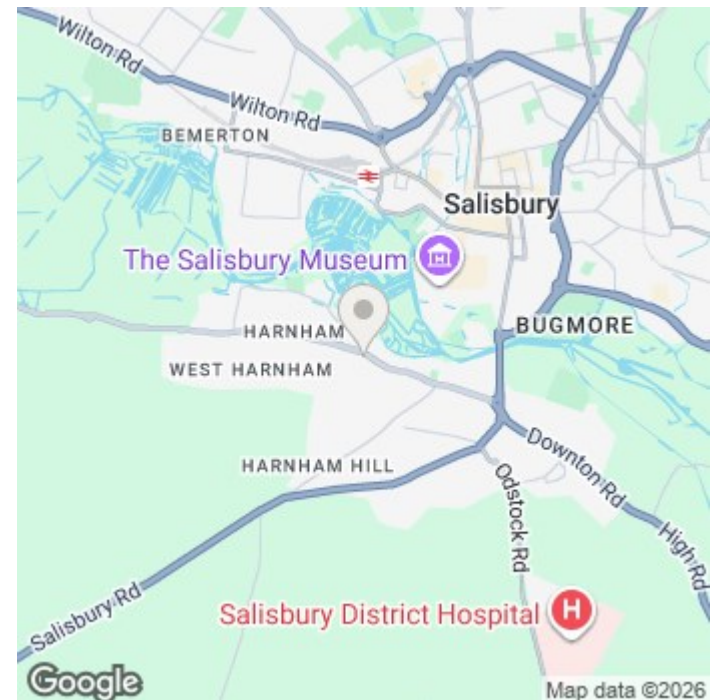 Wilton Rd
Wilton Rd
BEMERTON
Salisbury
The Salisbury Museum
HARNHAM
BUGMORE
WEST HARNHAM
HARNHAM HILL
Downton Rd
Odstock Rd
High Rd
Salisbury Rd
Salisbury District Hospital
H
Google
Map data ©2026